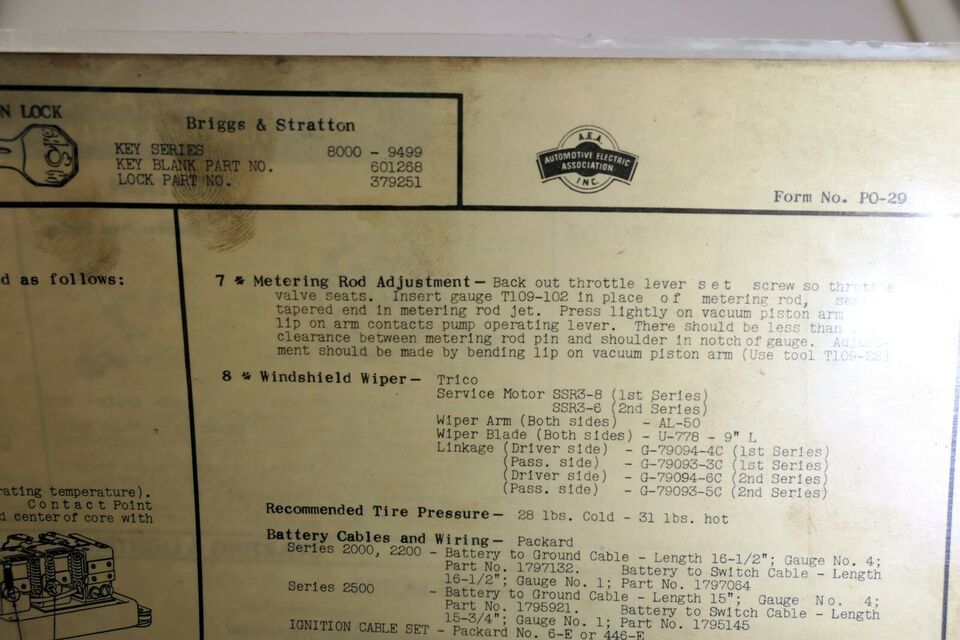 N LOCK
Briggs & Stratton
KEY SERIES 8000 - 9499
KEY BLANK PART NO. 601268
LOCK PART NO. 379251
A.E.A.
AUTOMOTIVE ELECTRIC
ASSOCIATION
INC.
Form No. PO-29
d as follows:
rating temperature).
Contact Point
d center of core with
7 * Metering Rod Adjustment — Back out throttle lever set screw so throttle
valve seats. Insert gauge T109-102 in place of metering rod,
tapered end in metering rod jet. Press lightly on vacuum piston arm
lip on arm contacts pump operating lever. There should be less than
clearance between metering rod pin and shoulder in notch of gauge. Adjust-
ment should be made by bending lip on vacuum piston arm (Use tool T109-22)
8 * Windshield Wiper — Trico
Service Motor SSR3-8 (1st Series)
SSR3-6 (2nd Series)
Wiper Arm (Both sides) - AL-50
Wiper Blade (Both sides) - U-778 - 9" L
Linkage (Driver side) - G-79094-4C (1st Series)
(Pass. side) - G-79093-3C (1st Series)
(Driver side) - G-79094-6C (2nd Series)
(Pass. side) - G-79093-5C (2nd Series)
Recommended Tire Pressure — 28 lbs. Cold - 31 lbs. hot
Battery Cables and Wiring — Packard
Series 2000, 2200 - Battery to Ground Cable - Length 16-1/2"; Gauge No. 4;
Part No. 1797132. Battery to Switch Cable - Length
16-1/2"; Gauge No. 1; Part No. 1797064
Series 2500 - Battery to Ground Cable - Length 15"; Gauge No. 4;
Part No. 1795921. Battery to Switch Cable - Length
15-3/4"; Gauge No. 1; Part No. 1795145
IGNITION CABLE SET - Packard No. 6-E or 446-E